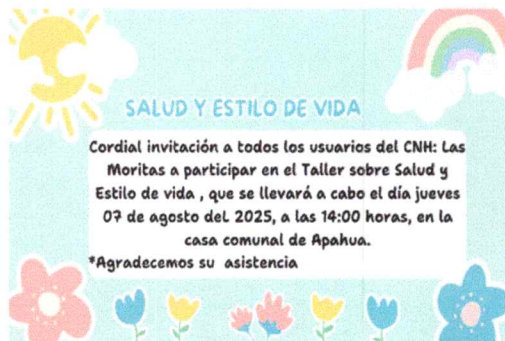 SALUD Y ESTILO DE VIDA
Cordial invitación a todos los usuarios del CNH: Las
Moritas a participar en el Taller sobre Salud y
Estilo de vida , que se llevará a cabo el día jueves
07 de agosto del 2025, a las 14:00 horas, en la
casa comunal de Apahua.
*Agradecemos su asistencia